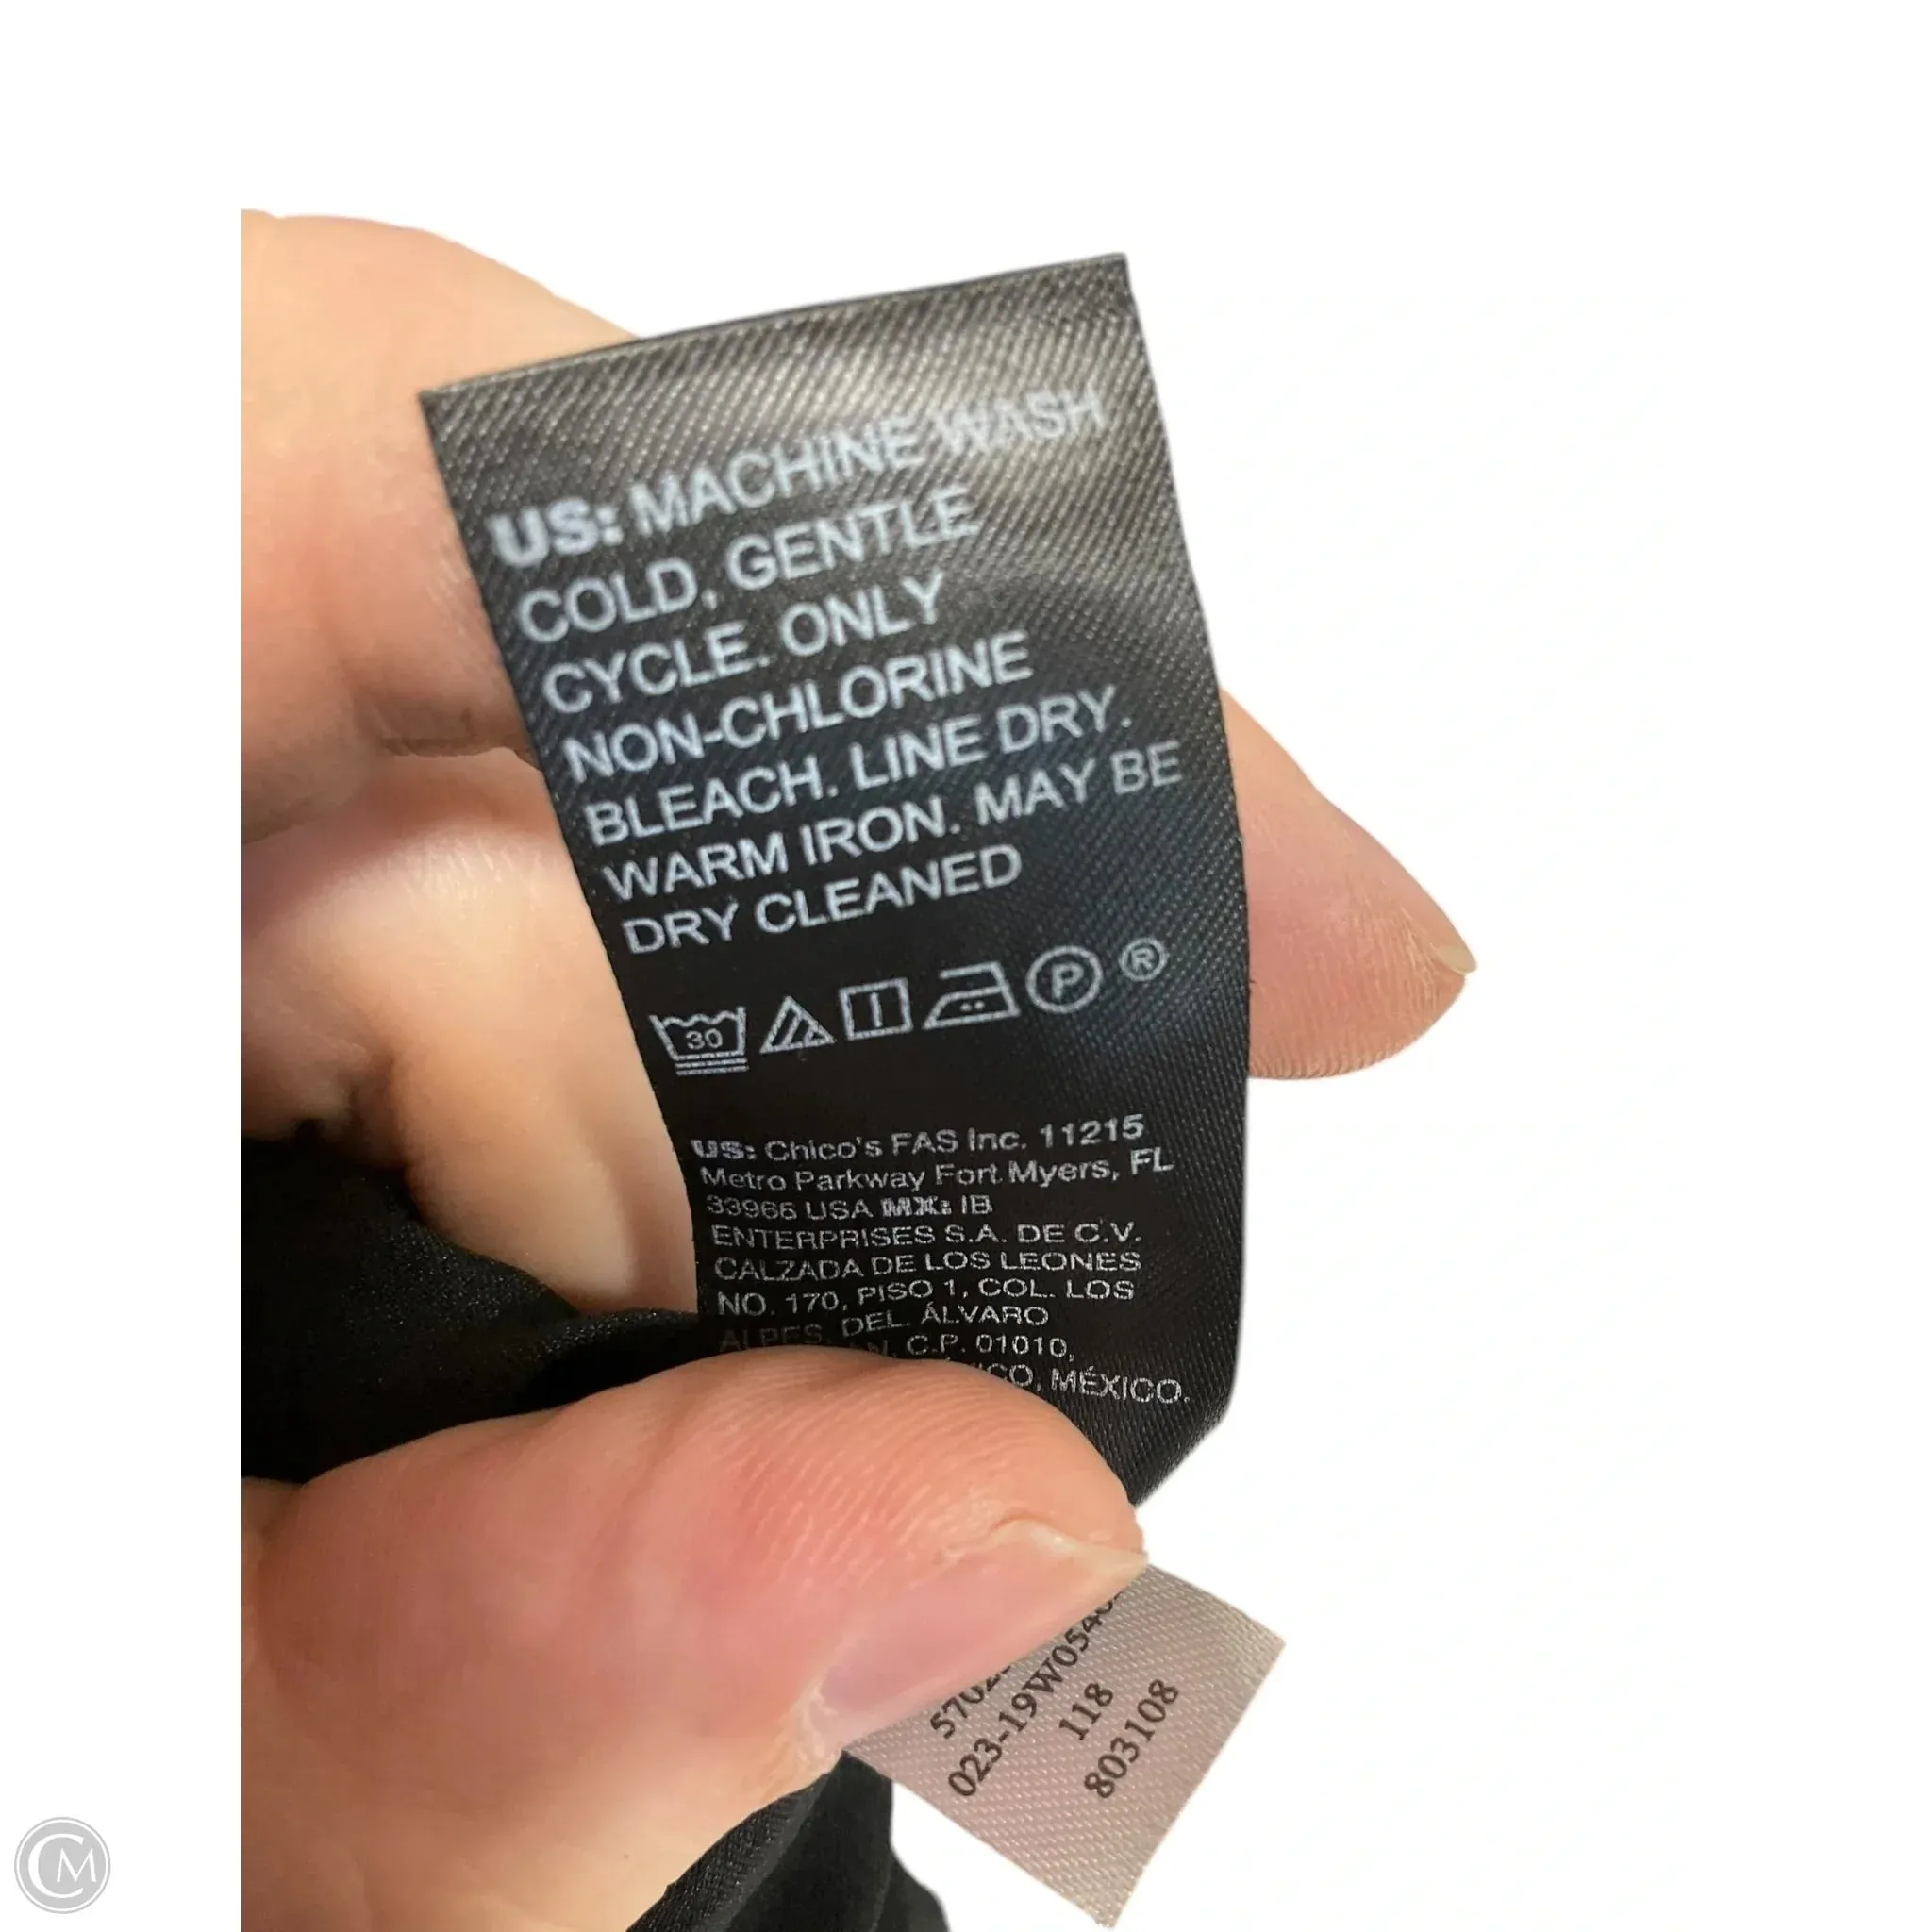 US: MACHINE WASH
COLD, GENTLE
CYCLE. ONLY
NON-CHLORINE
BLEACH. LINE DRY.
WARM IRON. MAY BE
DRY CLEANED
30 P ®
US: Chico's FAS Inc. 11215
Metro Parkway Fort Myers, FL
33966 USA MX: IB
ENTERPRISES S.A. DE C.V.
CALZADA DE LOS LEONES
NO. 170, PISO 1, COL. LOS
ALPES, DEL. ÁLVARO
C.P. 01010,
MÉXICO.
118
803108
CM